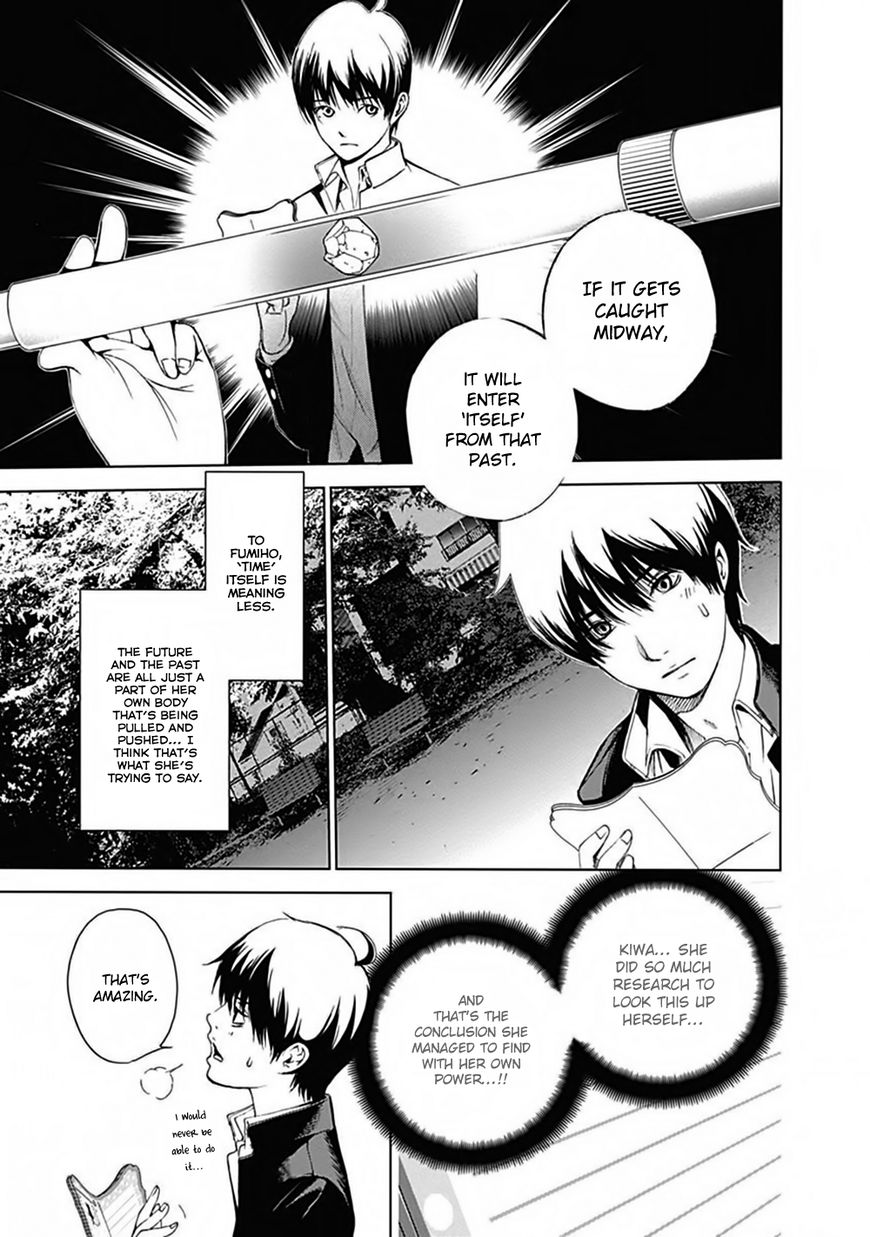 IF IT GETS
CAUGHT
MIDWAY,
IT WILL
ENTER
'ITSELF'
FROM THAT
PAST.
TO
FUMIHO,
'TIME'
ITSELF IS
MEANING
LESS.
THE FUTURE
AND THE PAST
ARE ALL JUST A
PART OF HER
OWN BODY
THAT'S BEING
PULLED AND
PUSHED... I
THINK THAT'S
WHAT SHE'S
TRYING TO SAY.
KIWA... SHE
DID SO MUCH
RESEARCH TO
LOOK THIS UP
HERSELF...
AND
THAT'S THE
CONCLUSION SHE
MANAGED TO FIND
WITH HER OWN
POWER...!!
THAT'S
AMAZING.
I would
never be
able to do
it...